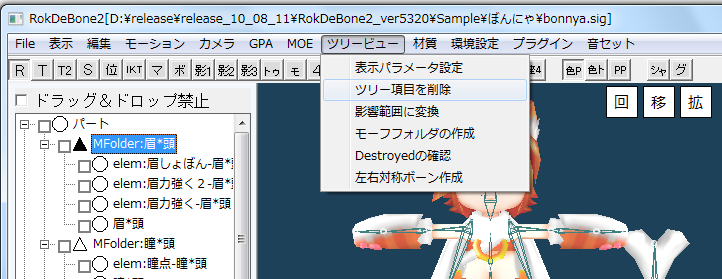 RokDeBone2[D:¥release¥release_10_08_11¥RokDeBone2_ver5320¥Sample¥ぼんにゃ¥bonnya.sig]
File 表示 編集 モーション カメラ GPA MOE ツリービュー 材質 環境設定 プラグイン 音セット
R T T2 S 位 IKT マ ボ 影1 影2 影3 トゥ モ 4 座4 色P 色ト PP シャ グ
表示パラメータ設定
ツリー項目を削除
影響範囲に変換
モーフフォルダの作成
Destroyedの確認
左右対称ボーン作成
ドラッグ＆ドロップ禁止
回 移 拡
パート
MFolder:眉*頭
elem:眉しょぼん-眉*頭
elem:眉力強く２-眉*頭
elem:眉力強く-眉*頭
眉*頭
MFolder:瞳*頭
elem:瞳点-瞳*頭